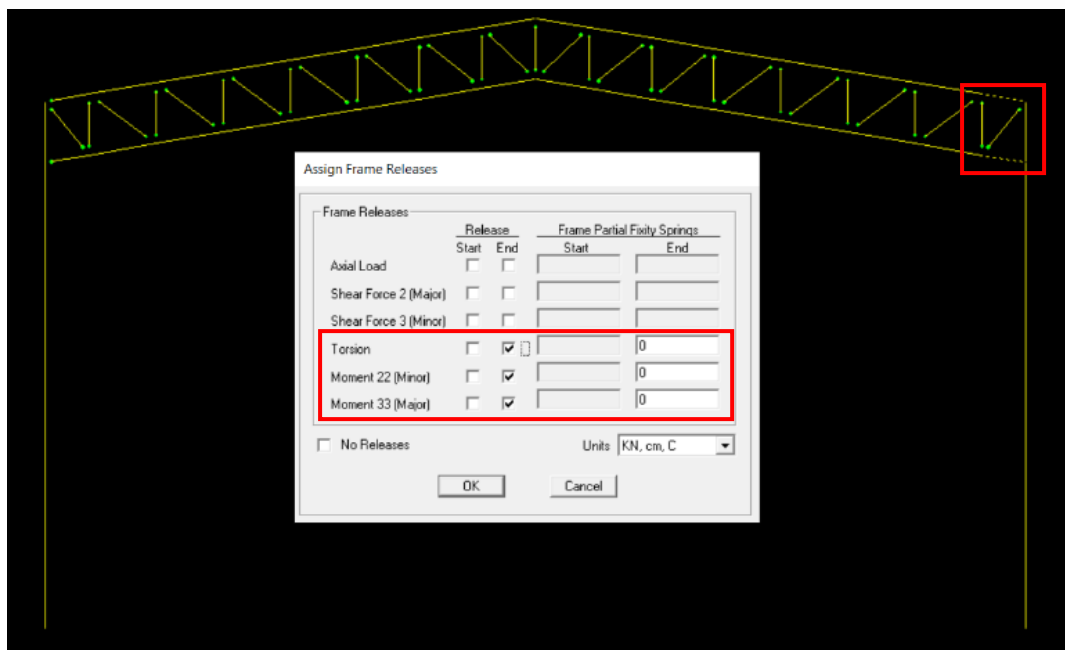 Assign Frame Releases
Frame Releases
Release Frame Partial Fixity Springs
Start End Start End
Axial Load
Shear Force 2 (Major)
Shear Force 3 (Minor)
Torsion 0
Moment 22 (Minor) 0
Moment 33 (Major) 0
No Releases Units KN, cm, C
OK Cancel